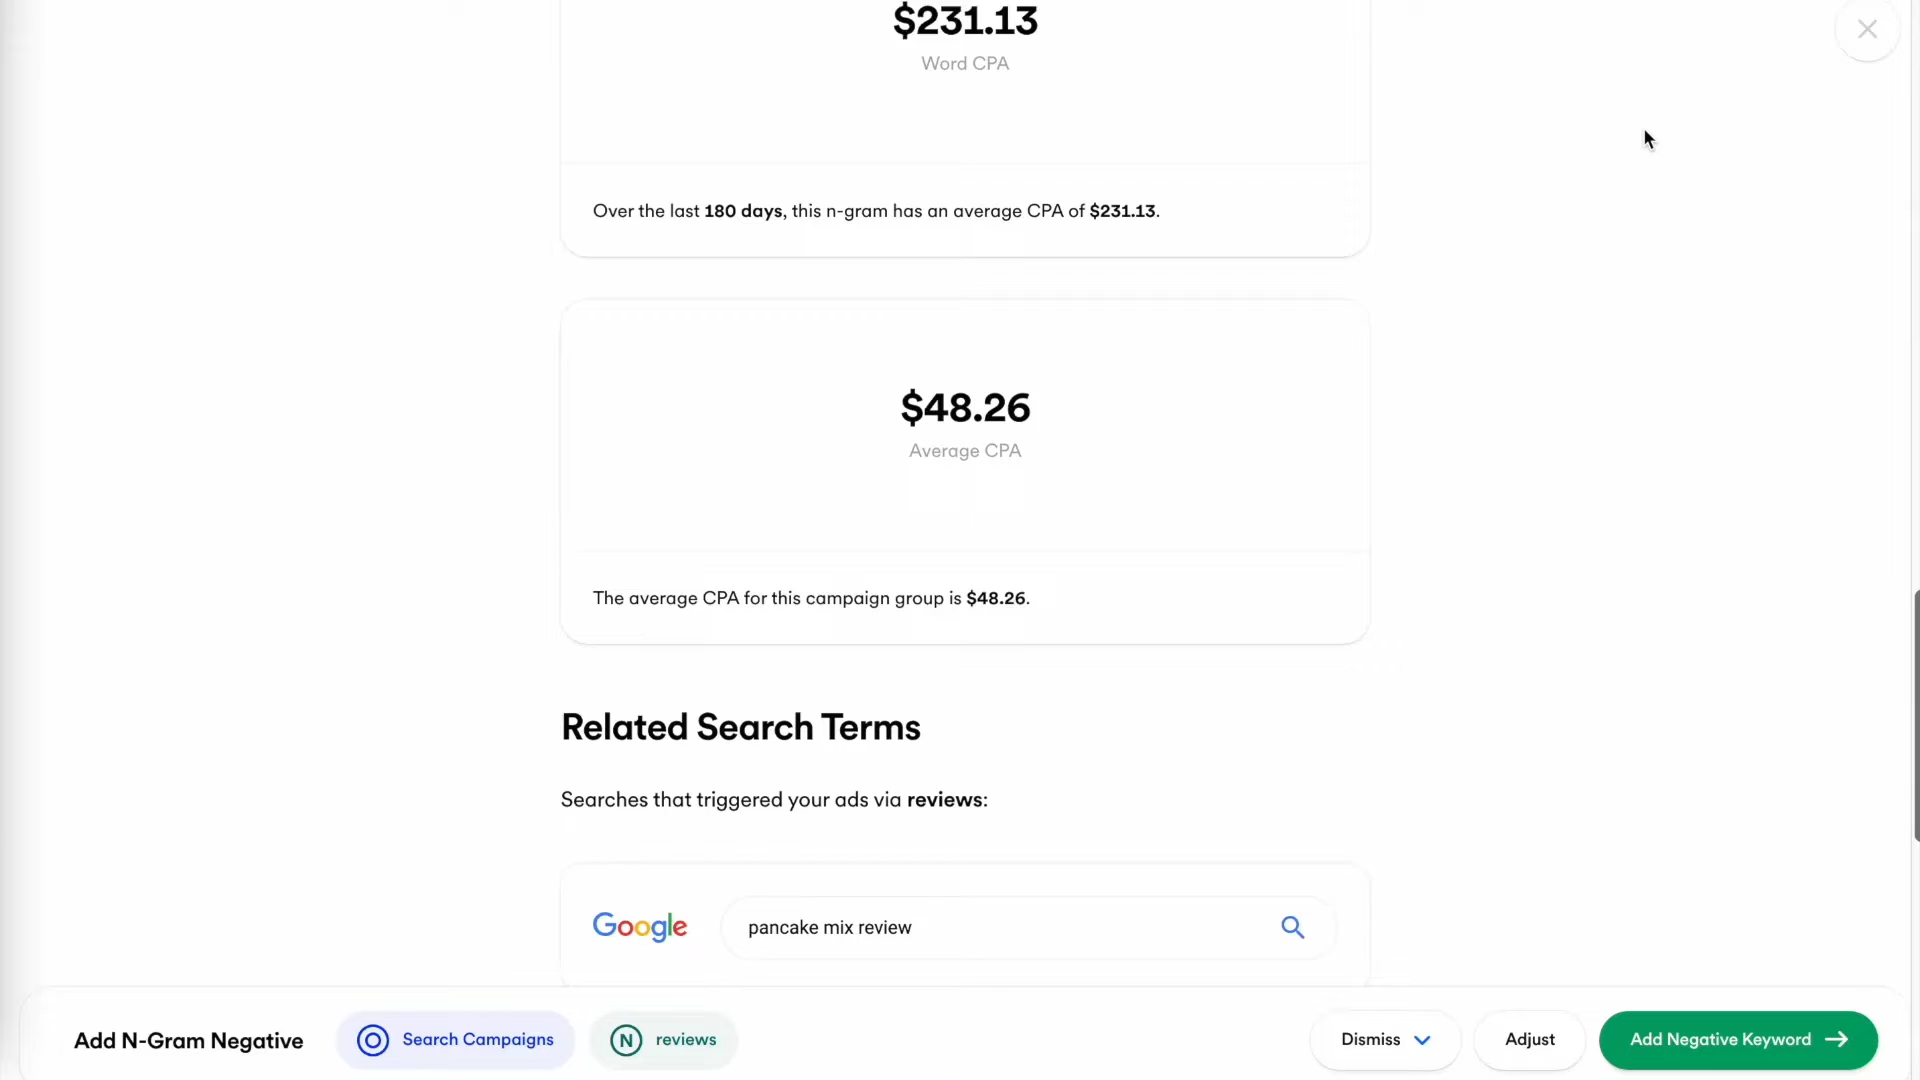 $231.13
Word CPA
Over the last 180 days, this n-gram has an average CPA of $231.13.
$48.26
Average CPA
The average CPA for this campaign group is $48.26.
Related Search Terms
Searches that triggered your ads via reviews:
Google pancake mix review
Add N-Gram Negative Search Campaigns N reviews Dismiss Adjust Add Negative Keyword